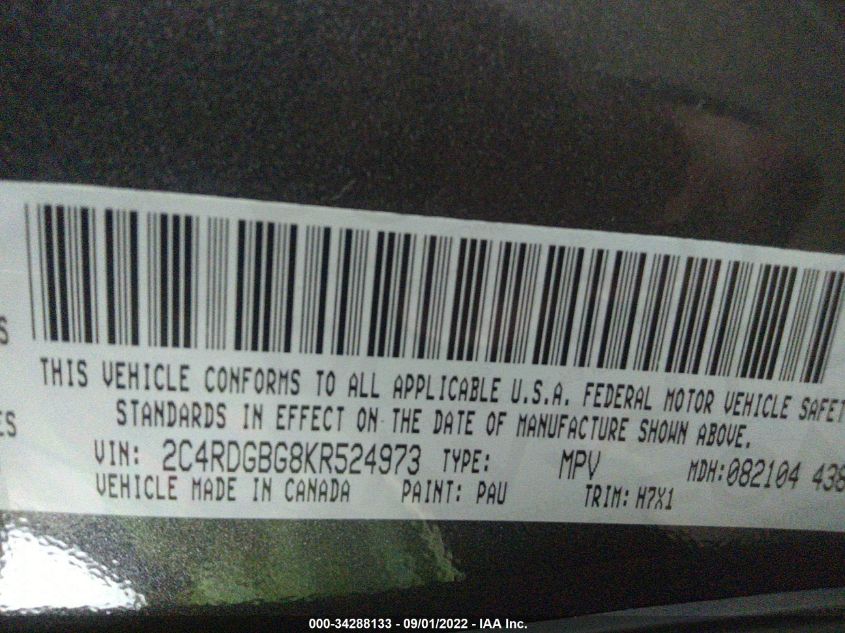 S
THIS VEHICLE CONFORMS TO ALL APPLICABLE U.S.A. FEDERAL MOTOR VEHICLE SAFET
ES
STANDARDS IN EFFECT ON THE DATE OF MANUFACTURE SHOWN ABOVE.
VIN: 2C4RDGBG8KR524973 TYPE: MPV MDH:082104 438
VEHICLE MADE IN CANADA PAINT: PAU TRIM: H7X1
000-34288133 - 09/01/2022 - IAA Inc.